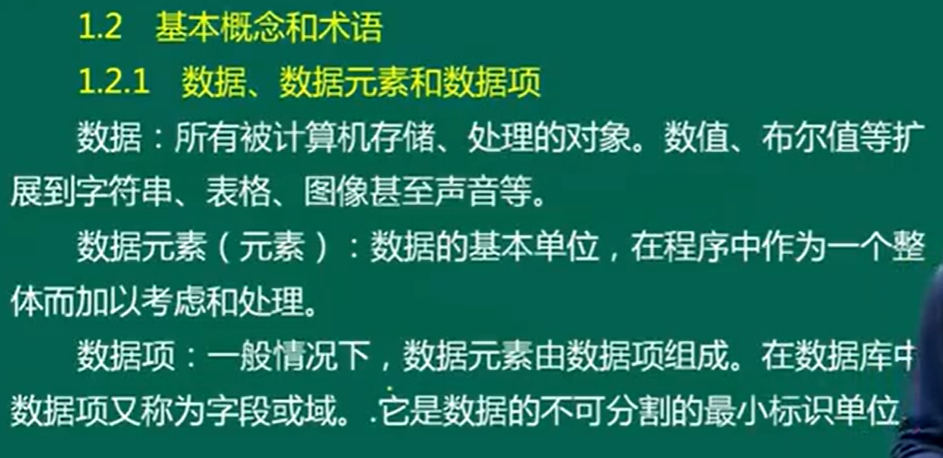 1.2 基本概念和术语
1.2.1 数据、数据元素和数据项
数据：所有被计算机存储、处理的对象。数值、布尔值等扩
展到字符串、表格、图像甚至声音等。
数据元素（元素）：数据的基本单位，在程序中作为一个整
体而加以考虑和处理。
数据项：一般情况下，数据元素由数据项组成。在数据库中
数据项又称为字段或域。.它是数据的不可分割的最小标识单位